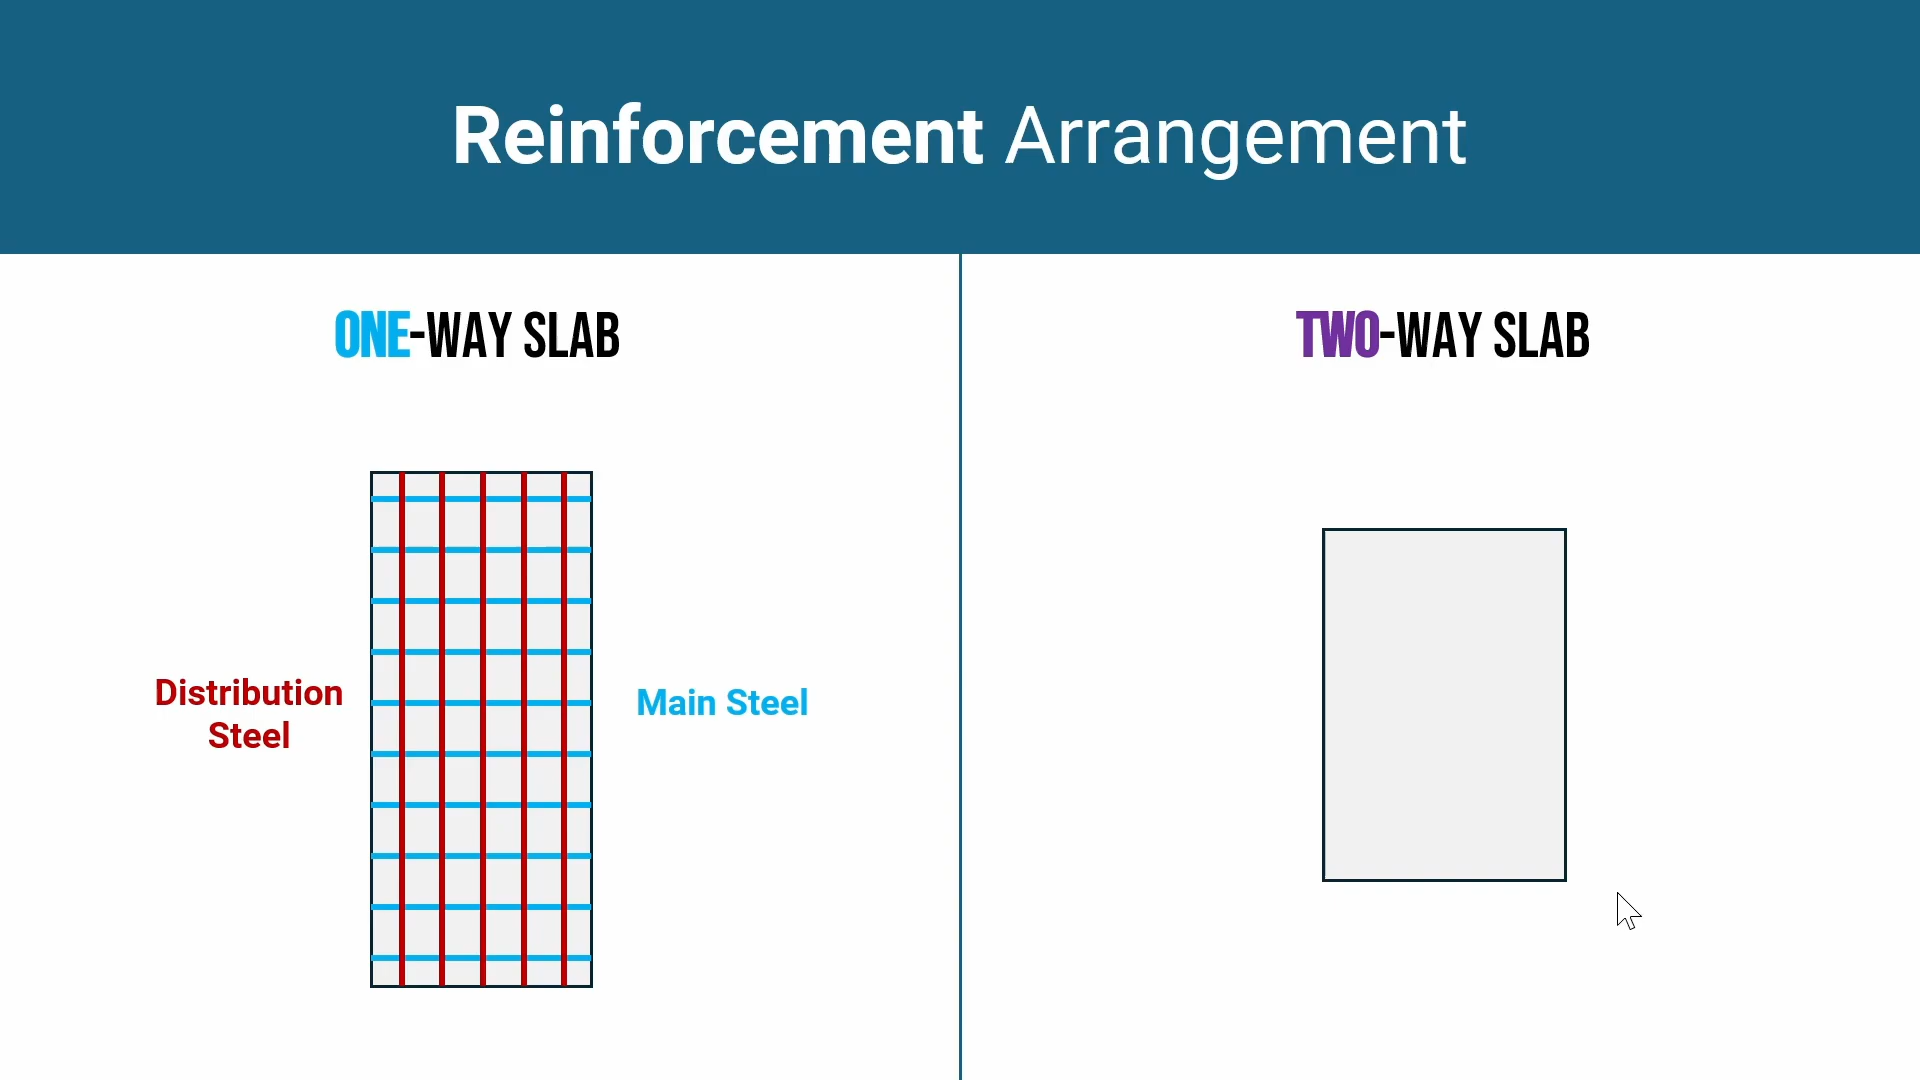 Reinforcement Arrangement
ONE-WAY SLAB
TWO-WAY SLAB
Distribution
Steel
Main Steel